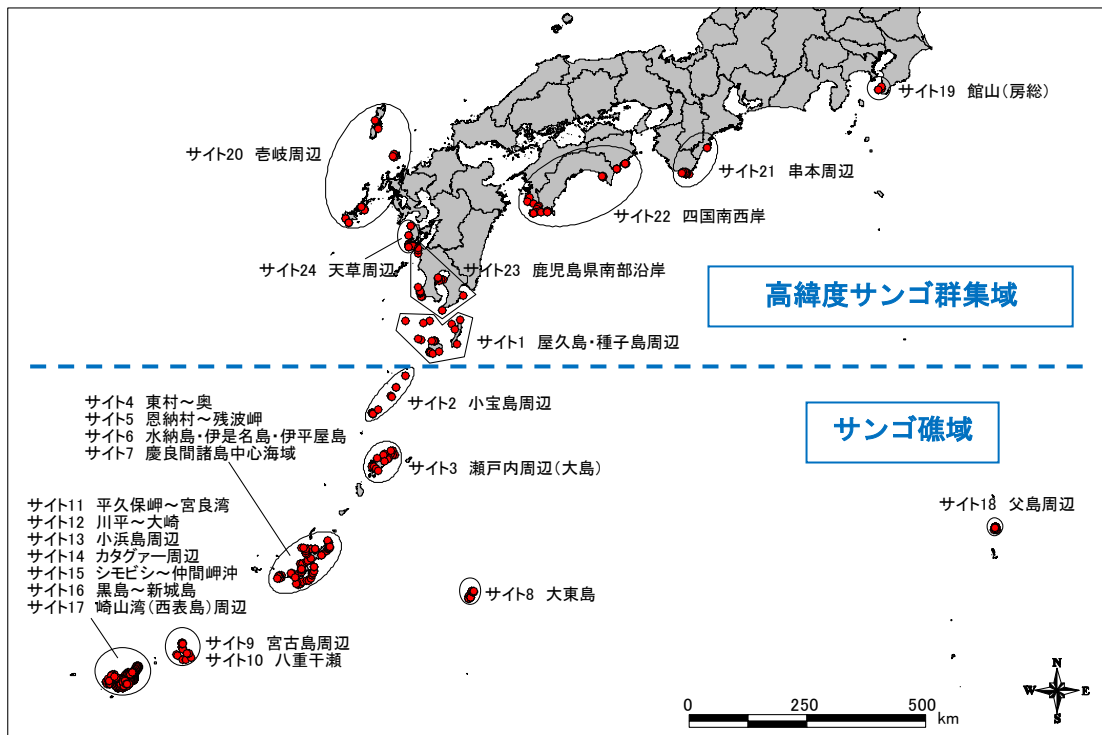 サイト19 館山(房総)
サイト20 壱岐周辺
サイト21 串本周辺
サイト22 四国南西岸
サイト24 天草周辺
サイト23 鹿児島県南部沿岸
高緯度サンゴ群集域
サイト1 屋久島・種子島周辺
サイト2 小宝島周辺
サンゴ礁域
サイト4 東村～奥
サイト5 恩納村～残波岬
サイト6 水納島・伊是名島・伊平屋島
サイト7 慶良間諸島中心海域
サイト3 瀬戸内周辺(大島)
サイト11 平久保岬～宮良湾
サイト12 川平～大崎
サイト13 小浜島周辺
サイト14 カタグァー周辺
サイト15 シモビシ～仲間岬沖
サイト16 黒島～新城島
サイト17 崎山湾(西表島)周辺
サイト18 父島周辺
サイト8 大東島
サイト9 宮古島周辺
サイト10 八重干瀬
N
W E
S
0 250 500
km